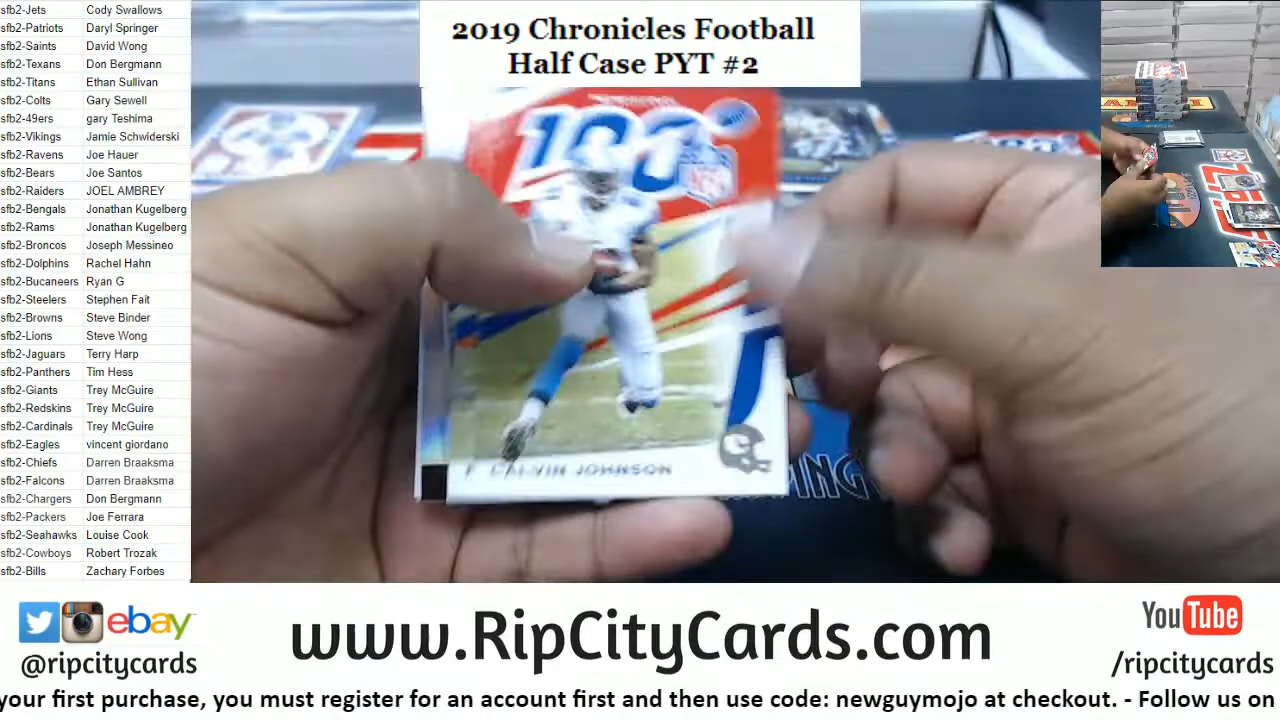 2019 Chronicles Football
Half Case PYT #2
sfb2-Jets Cody Swallows
sfb2-Patriots Daryl Springer
sfb2-Saints David Wong
sfb2-Texans Don Bergmann
sfb2-Titans Ethan Sullivan
sfb2-Colts Gary Sewell
sfb2-49ers gary Teshima
sfb2-Vikings Jamie Schwiderski
sfb2-Ravens Joe Hauer
sfb2-Bears Joe Santos
sfb2-Raiders JOEL AMBREY
sfb2-Bengals Jonathan Kugelberg
sfb2-Rams Jonathan Kugelberg
sfb2-Broncos Joseph Messineo
sfb2-Dolphins Rachel Hahn
sfb2-Bucaneers Ryan G
sfb2-Steelers Stephen Fait
sfb2-Browns Steve Binder
sfb2-Lions Steve Wong
sfb2-Jaguars Terry Harp
sfb2-Panthers Tim Hess
sfb2-Giants Trey McGuire
sfb2-Redskins Trey McGuire
sfb2-Cardinals Trey McGuire
sfb2-Eagles vincent giordano
sfb2-Chiefs Darren Braaksma
sfb2-Falcons Darren Braaksma
sfb2-Chargers Don Bergmann
sfb2-Packers Joe Ferrara
sfb2-Seahawks Louise Cook
sfb2-Cowboys Robert Trozak
sfb2-Bills Zachary Forbes
100
CALVIN JOHNSON
ebay
@ripcitycards
www.RipCityCards.com
YouTube
/ripcitycards
your first purchase, you must register for an account first and then use code: newguymojo at checkout. - Follow us on